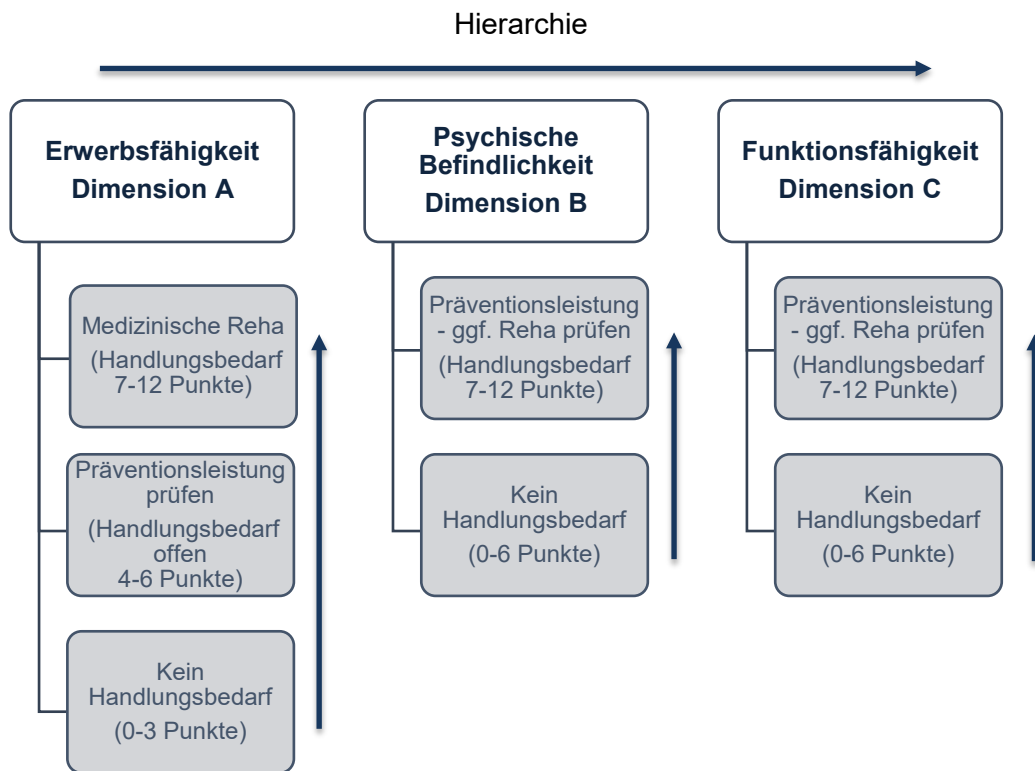 Hierarchie
Erwerbsfähigkeit
Dimension A
Medizinische Reha
(Handlungsbedarf
7-12 Punkte)
Präventionsleistung
prüfen
(Handlungsbedarf
offen
4-6 Punkte)
Kein
Handlungsbedarf
(0-3 Punkte)
Psychische
Befindlichkeit
Dimension B
Präventionsleistung
- ggf. Reha prüfen
(Handlungsbedarf
7-12 Punkte)
Kein
Handlungsbedarf
(0-6 Punkte)
Funktionsfähigkeit
Dimension C
Präventionsleistung
- ggf. Reha prüfen
(Handlungsbedarf
7-12 Punkte)
Kein
Handlungsbedarf
(0-6 Punkte)